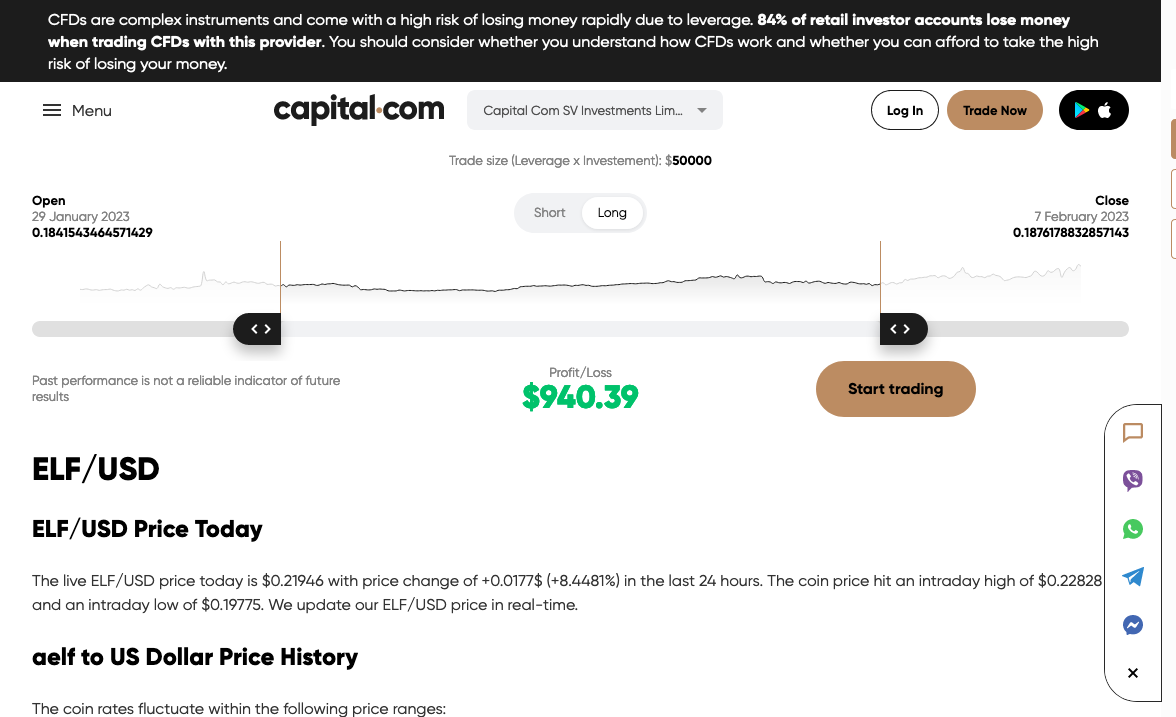 CFDs are complex instruments and come with a high risk of losing money rapidly due to leverage. 84% of retail investor accounts lose money
when trading CFDs with this provider. You should consider whether you understand how CFDs work and whether you can afford to take the high
risk of losing your money.
Menu
capital.com
Capital Com SV Investments Lim...
Log In
Trade Now
Trade size (Leverage x Investement): $50000
Open
29 January 2023
0.1841543464571429
Short
Long
Close
7 February 2023
0.1876178832857143
Past performance is not a reliable indicator of future
results
Profit/Loss
$940.39
Start trading
ELF/USD
ELF/USD Price Today
The live ELF/USD price today is $0.21946 with price change of +0.0177$ (+8.4481%) in the last 24 hours. The coin price hit an intraday high of $0.22828
and an intraday low of $0.19775. We update our ELF/USD price in real-time.
aelf to US Dollar Price History
The coin rates fluctuate within the following price ranges: